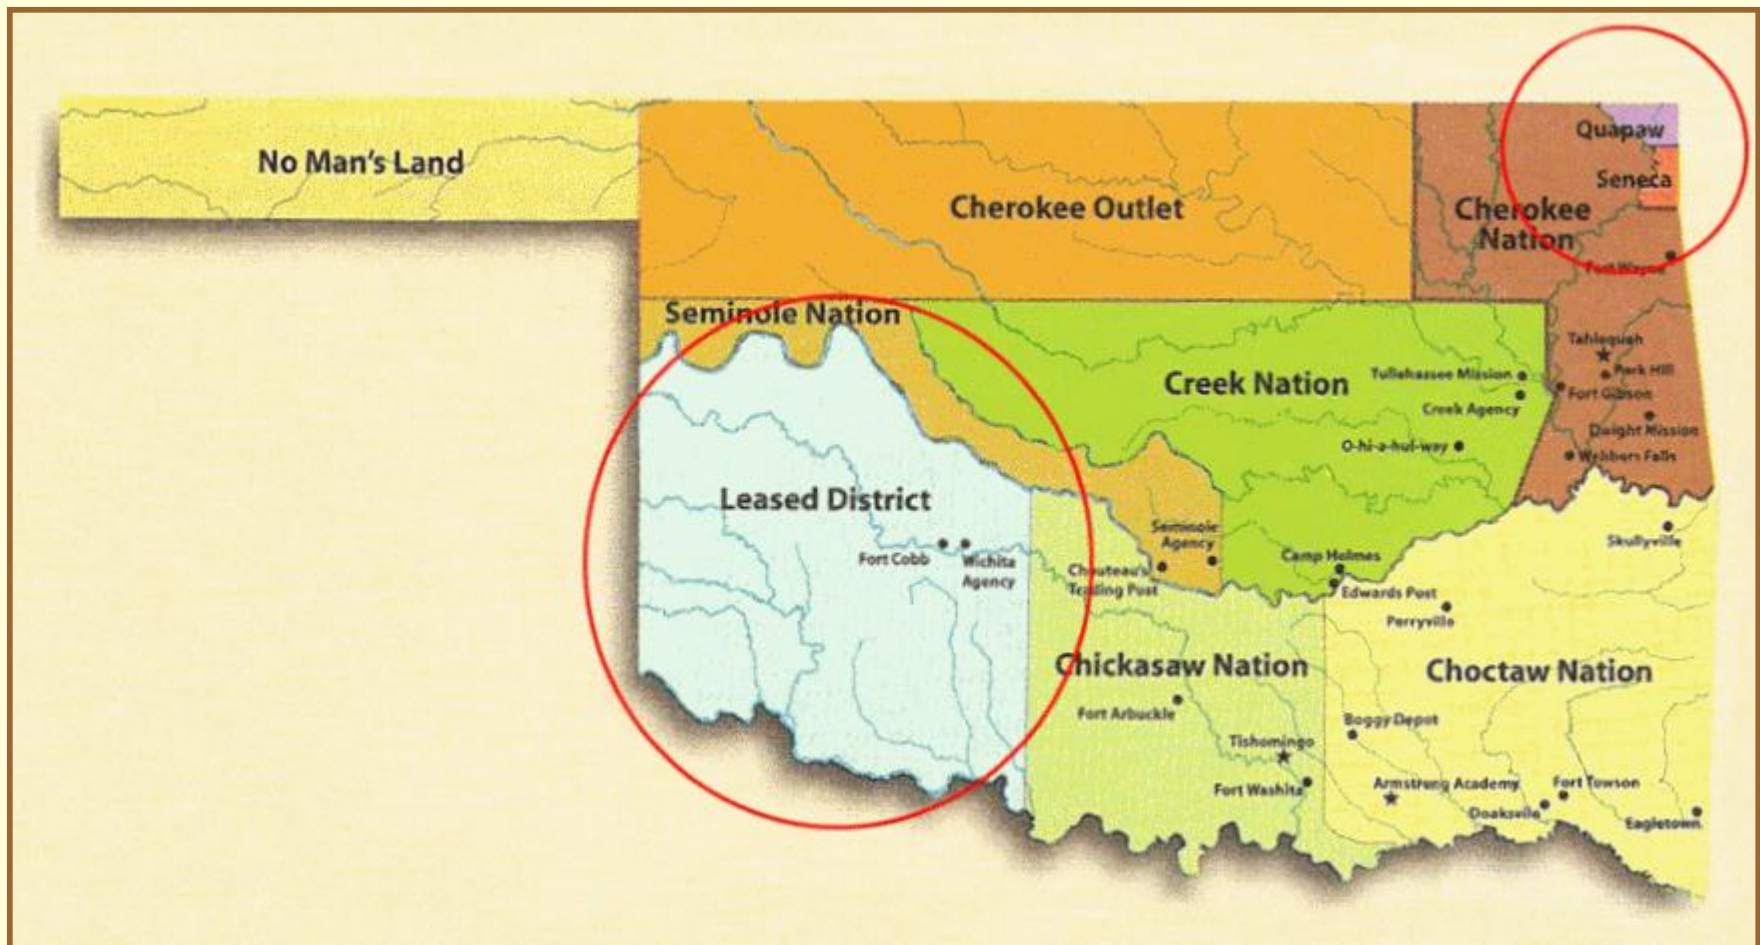 No Man's Land
Cherokee Outlet
Quapaw
Seneca
Cherokee
Nation
Fort Wayne
Seminole Nation
Tahlequah
Park Hill
Fort Gibson
Dwight Mission
Webbers Falls
Creek Nation
Tullehassee Mission
Creek Agency
O-hi-a-hul-way
Leased District
Fort Cobb
Wichita
Agency
Seminole
Agency
Chouteau's
Trading Post
Camp Holmes
Edwards Post
Perryville
Skullyville
Chickasaw Nation
Fort Arbuckle
Tishomingo
Fort Washita
Choctaw Nation
Boggy Depot
Armstrong Academy
Fort Towson
Doaksville
Eagletown